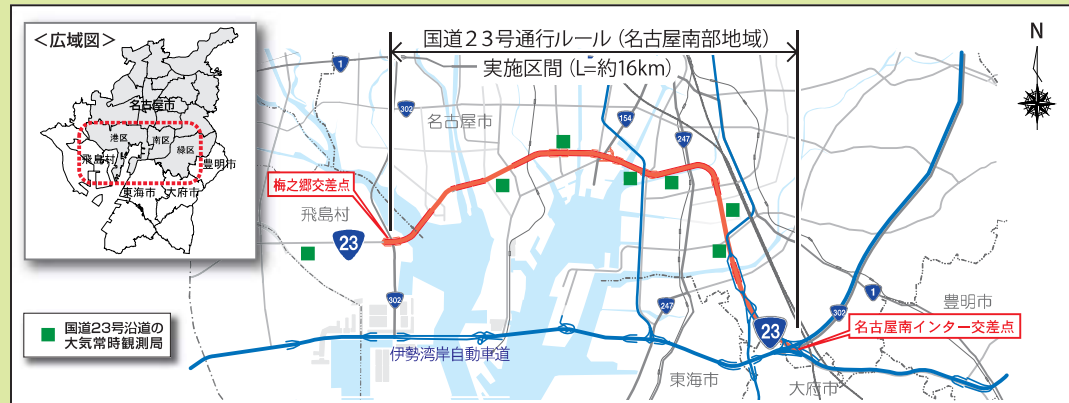 <広域図>
名古屋市
港区
南区
緑区
飛島村
豊明市
東海市
大府市
国道23号通行ルール(名古屋南部地域)
実施区間(L=約16km)
N
1
302
名古屋市
154
247
梅之郷交差点
飛島村
23
302
247
1
豊明市
302
23
名古屋南インター交差点
国道23号沿道の
大気常時観測局
伊勢湾岸自動車道
東海市
大府市